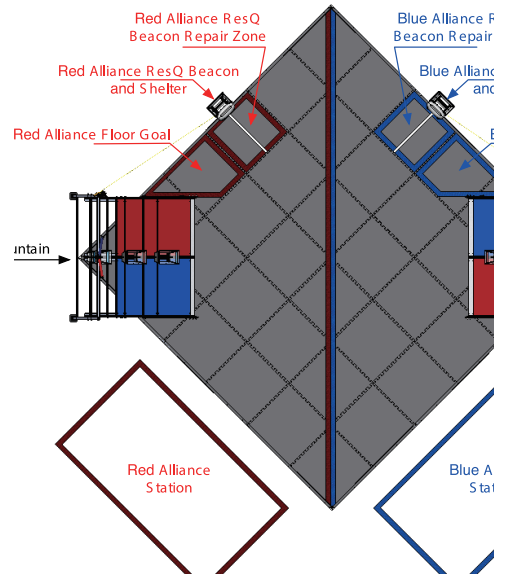 Red Alliance ResQ
Beacon Repair Zone
Blue Alliance R
Beacon Repair
Red Alliance ResQ Beacon
and Shelter
Blue Allianc
and
Red Alliance Floor Goal
B
untain
Red Alliance
Station
Blue A
Stat